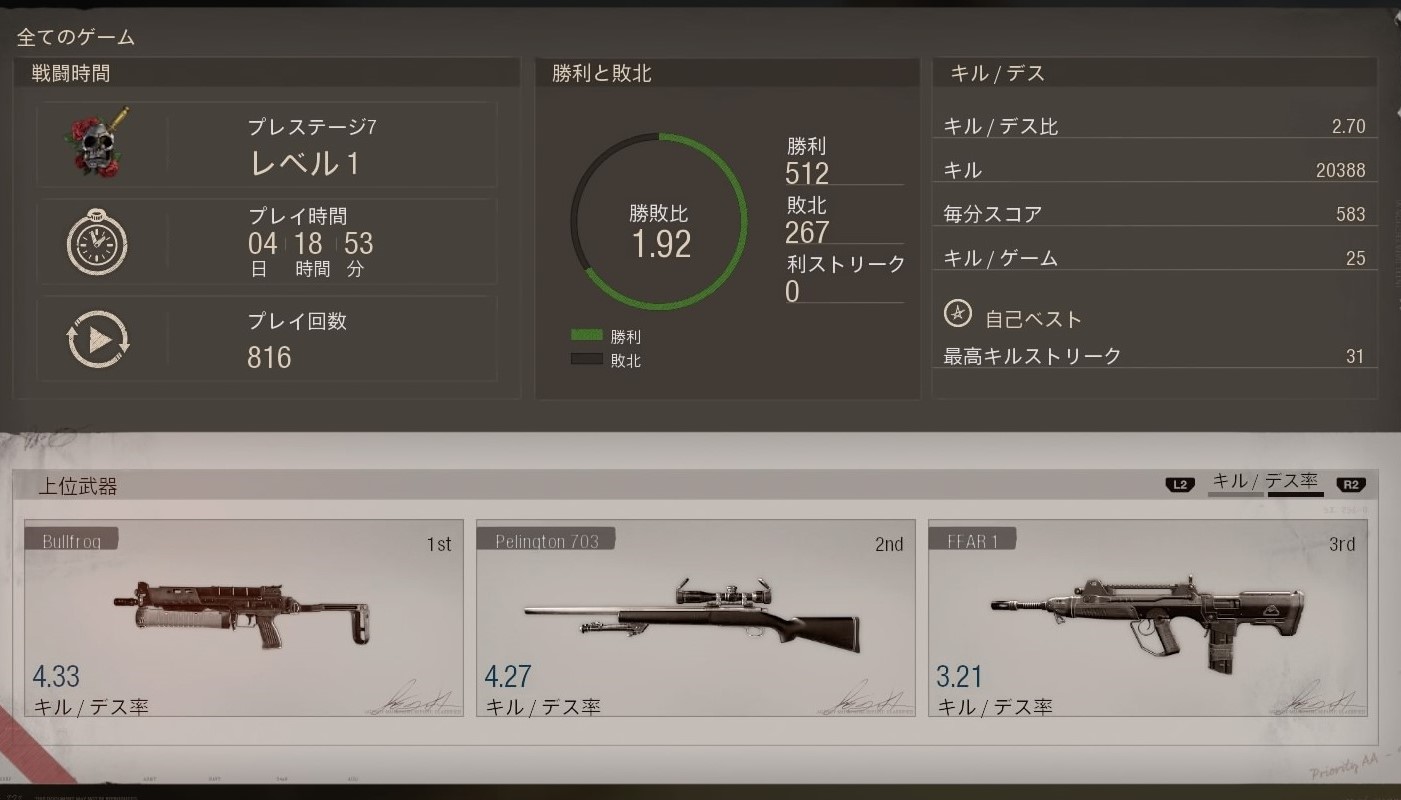 全てのゲーム
戦闘時間
プレステージ7
レベル 1
プレイ時間
04 18 53
日 時間 分
プレイ回数
816
勝利と敗北
勝敗比
1.92
勝利
512
敗北
267
利ストリーク
0
勝利
敗北
キル / デス
キル / デス比 2.70
キル 20388
毎分スコア 583
キル / ゲーム 25
自己ベスト
最高キルストリーク 31
上位武器
L2 キル / デス率 R2
Bullfrog 1st
4.33
キル / デス率
Pelington 703 2nd
4.27
キル / デス率
FFAR 1 3rd
3.21
キル / デス率
Priority AA